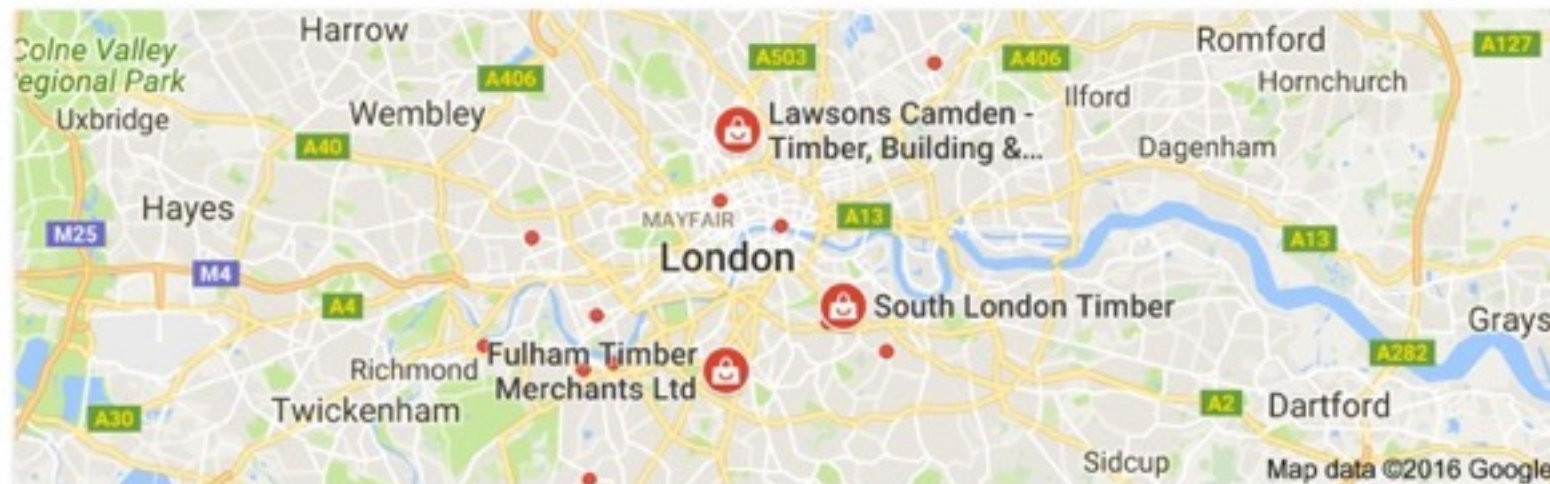 Harrow
Colne Valley
egional Park
Uxbridge
A406
Wembley
A40
A503
A406
Romford
A127
Hornchurch
Ilford
Lawsons Camden -
Timber, Building &...
Dagenham
Hayes
M25
M4
MAYFAIR
A13
A13
London
A4
South London Timber
Grays
Richmond
Fulham Timber
Merchants Ltd
A282
Twickenham
A30
A2
Dartford
Sidcup
Map data ©2016 Google